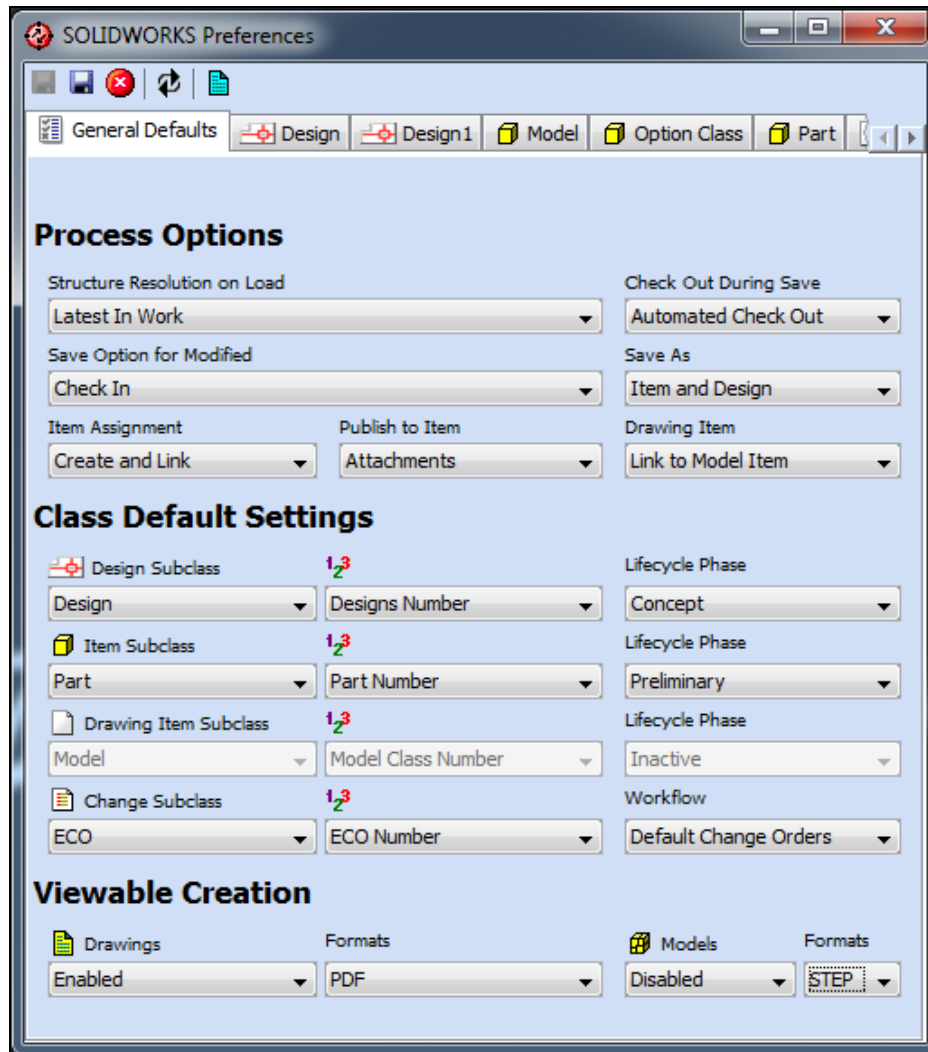 SOLIDWORKS Preferences
General Defaults Design Design1 Model Option Class Part
Process Options
Structure Resolution on Load Check Out During Save
Latest In Work Automated Check Out
Save Option for Modified Save As
Check In Item and Design
Item Assignment Publish to Item Drawing Item
Create and Link Attachments Link to Model Item
Class Default Settings
Design Subclass 123 Lifecycle Phase
Design Designs Number Concept
Item Subclass 123 Lifecycle Phase
Part Part Number Preliminary
Drawing Item Subclass 123 Lifecycle Phase
Model Model Class Number Inactive
Change Subclass 123 Workflow
ECO ECO Number Default Change Orders
Viewable Creation
Drawings Formats Models Formats
Enabled PDF Disabled STEP